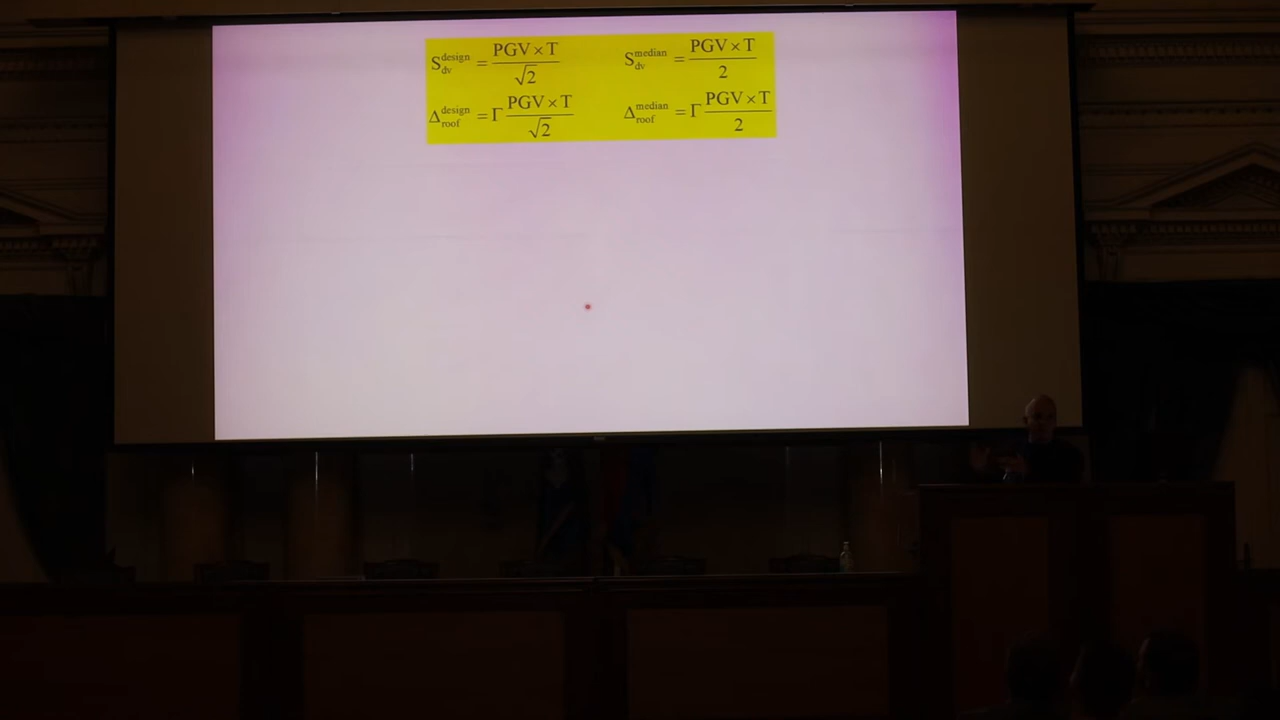 S_dv^design = PGV × T / √2    S_dv^median = PGV × T / 2
Δ_roof^design = Γ PGV × T / √2    Δ_roof^median = Γ PGV × T / 2